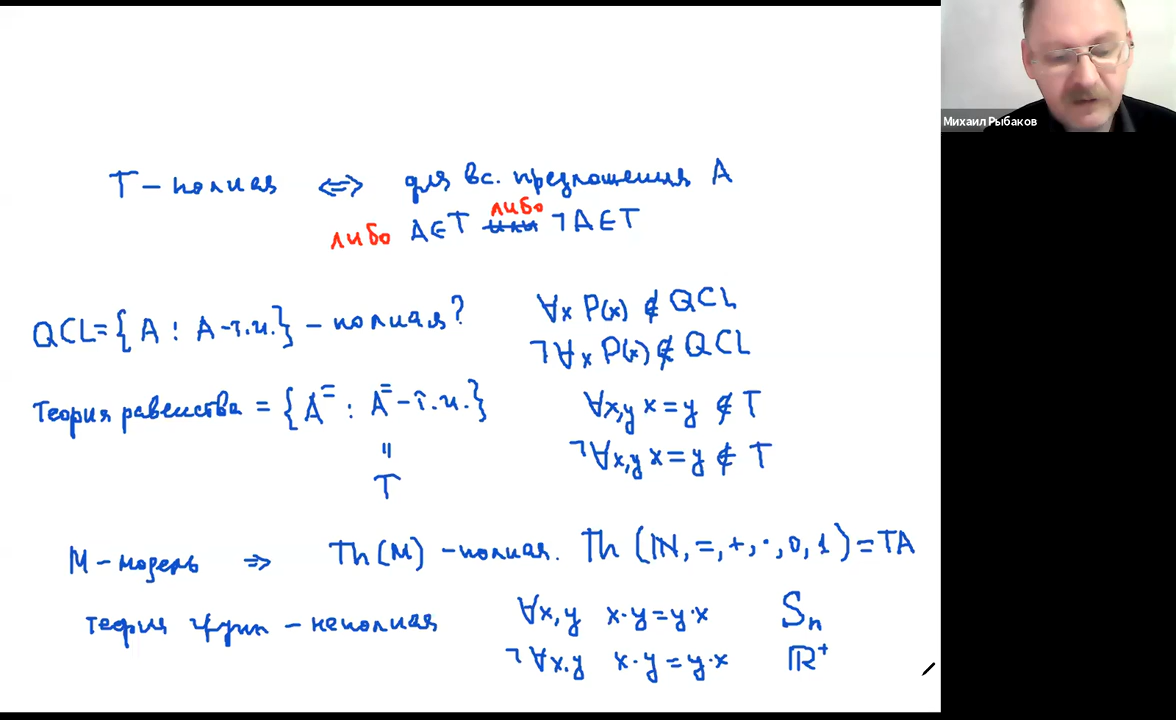 Михаил Рыбаков
T – полная ⇔ для вс. предложения A
либо A∈T либо ¬A∈T
QCL = {A : A – т.и.} – полная? ∀x P(x) ∉ QCL
¬∀x P(x) ∉ QCL
Теория равенства = {A⁼ : A⁼ – т.и.} ∀x,y x = y ∉ T
" ¬∀x,y x = y ∉ T
T
M – модель ⇒ Th(M) – полная. Th (ℕ, =, +, ·, 0, 1) = TA
теория групп – неполная ∀x,y x·y = y·x Sn
¬∀x,y x·y = y·x ℝ⁺